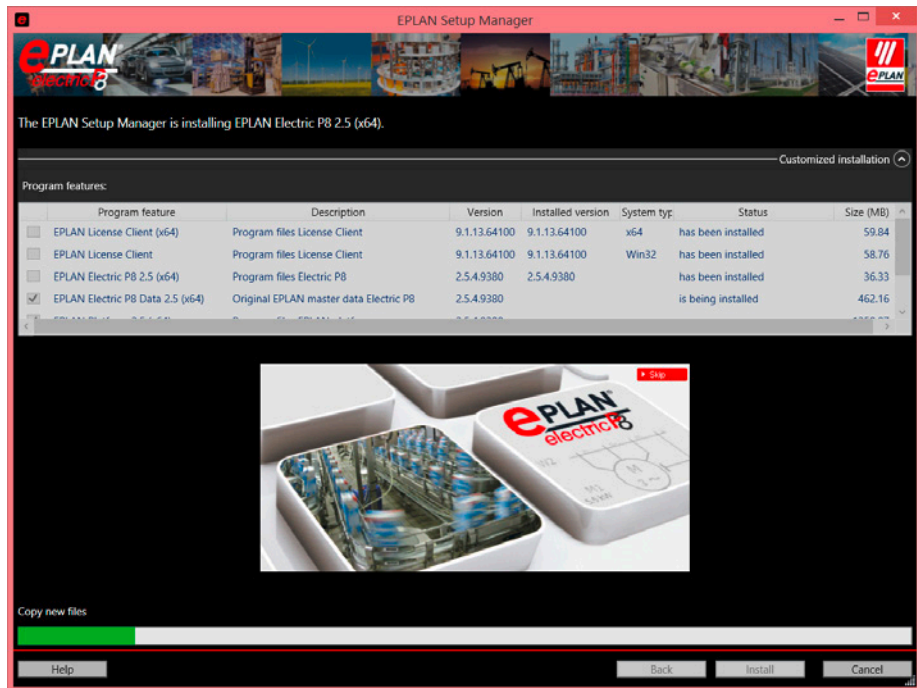 EPLAN Setup Manager
ePLAN
electric P8
ePLAN
The EPLAN Setup Manager is installing EPLAN Electric P8 2.5 (x64).
Customized installation
Program features:
Program feature Description Version Installed version System typ Status Size (MB)
EPLAN License Client (x64) Program files License Client 9.1.13.64100 9.1.13.64100 x64 has been installed 59.84
EPLAN License Client Program files License Client 9.1.13.64100 9.1.13.64100 Win32 has been installed 58.76
EPLAN Electric P8 2.5 (x64) Program files Electric P8 2.5.4.9380 2.5.4.9380 has been installed 36.33
EPLAN Electric P8 Data 2.5 (x64) Original EPLAN master data Electric P8 2.5.4.9380 is being installed 462.16
Skip
ePLAN
electric P8
M
Copy new files
Help Back Install Cancel